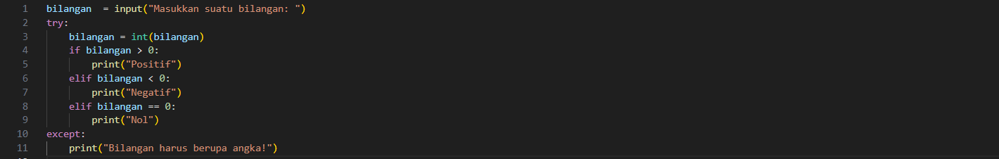 1 bilangan  = input("Masukkan suatu bilangan: ")
2 try:
3     bilangan = int(bilangan)
4     if bilangan > 0:
5         print("Positif")
6     elif bilangan < 0:
7         print("Negatif")
8     elif bilangan == 0:
9         print("Nol")
10 except:
11     print("Bilangan harus berupa angka!")